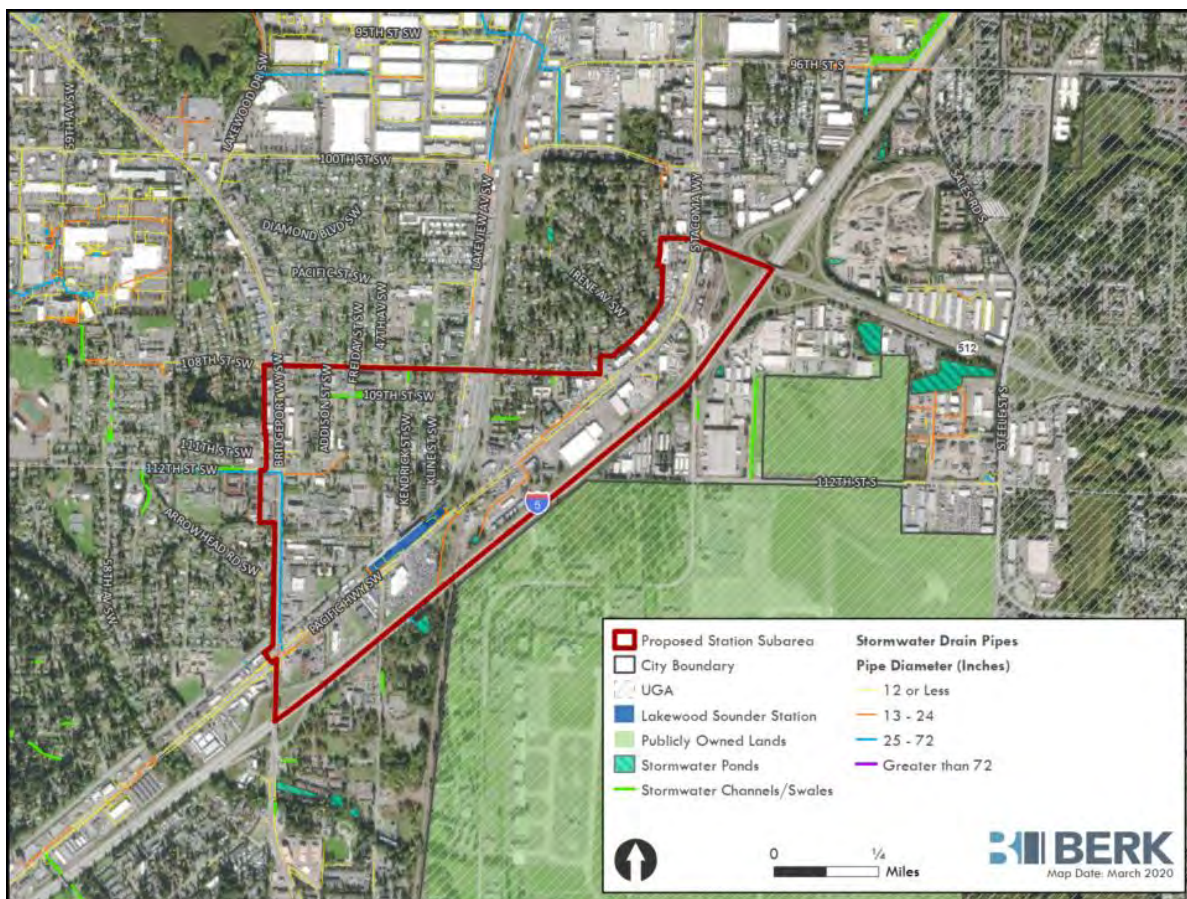 95TH ST SW
96TH ST S
59TH AV SW
LAKEWOOD DR SW
100TH ST SW
SALES RD S
DIAMOND BLVD SW
LAKEVIEW AV SW
S TACOMA WY
PACIFIC ST SW
IRENE AV SW
FREIDAY ST SW
47TH AV SW
512
108TH ST SW
BRIDGEPORT WY SW
ADDISON ST SW
109TH ST SW
STEELE ST S
111TH ST SW
KENDRICK ST SW
KLINE ST SW
112TH ST SW
112TH ST S
5
ARROWHEAD RD SW
58TH AV SW
PACIFIC HWY SW
Proposed Station Subarea
City Boundary
UGA
Lakewood Sounder Station
Publicly Owned Lands
Stormwater Ponds
Stormwater Channels/Swales
Stormwater Drain Pipes
Pipe Diameter (Inches)
12 or Less
13 - 24
25 - 72
Greater than 72
0 ¼
Miles
BERK
Map Date: March 2020